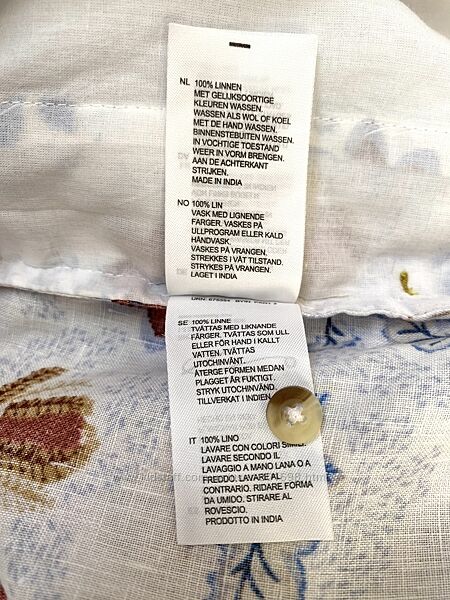 NL 100% LINNEN
MET GELIJKSOORTIGE
KLEUREN WASSEN.
WASSEN ALS WOL OF KOEL
MET DE HAND WASSEN.
BINNENSTEBUITEN WASSEN.
IN VOCHTIGE TOESTAND
WEER IN VORM BRENGEN.
AAN DE ACHTERKANT
STRIJKEN.
MADE IN INDIA
NO 100% LIN
VASK MED LIGNENDE
FARGER. VASKES PÅ
ULLPROGRAM ELLER KALD
HÅNDVASK.
VASKES PÅ VRANGEN.
STREKKES I VÅT TILSTAND.
STRYKES PÅ VRANGEN.
LAGET I INDIA
SE 100% LINNE
TVÄTTAS MED LIKNANDE
FÄRGER. TVÄTTAS SOM ULL
ELLER FÖR HAND I KALLT
VATTEN. TVÄTTAS
UTOCHINVÄNT.
ÅTERGE FORMEN MEDAN
PLAGGET ÄR FUKTIGT.
STRYK UTOCHINVÄND.
TILLVERKAT I INDIEN.
IT 100% LINO
LAVARE CON COLORI SIMILI.
LAVARE SECONDO IL
LAVAGGIO A MANO LANA O A
FREDDO. LAVARE AL
CONTRARIO. RIDARE FORMA
DA UMIDO. STIRARE AL
ROVESCIO.
PRODOTTO IN INDIA